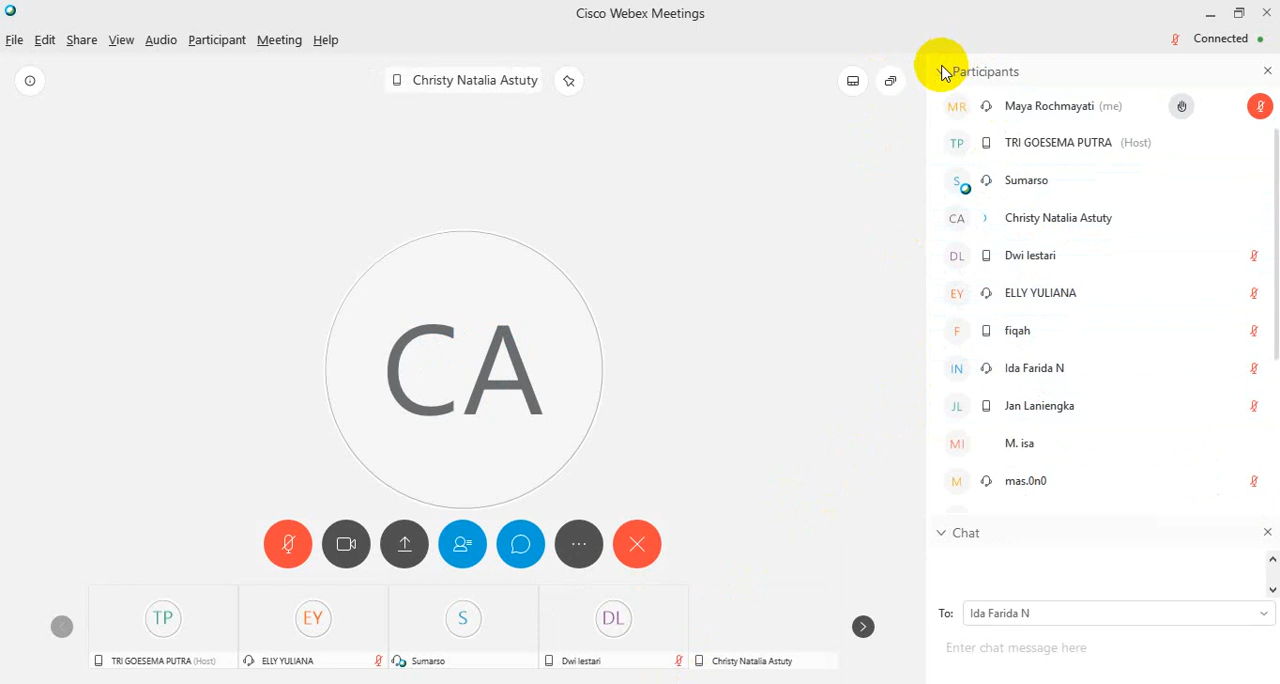 Cisco Webex Meetings
File Edit Share View Audio Participant Meeting Help
Connected
Christy Natalia Astuty
Participants
MR Maya Rochmayati (me)
TP TRI GOESEMA PUTRA (Host)
S Sumarso
CA Christy Natalia Astuty
DL Dwi lestari
EY ELLY YULIANA
F fiqah
IN Ida Farida N
JL Jan Laniengka
MI M. isa
M mas.0n0
CA
Chat
To: Ida Farida N
Enter chat message here
TP EY S DL
TRI GOESEMA PUTRA (Host) ELLY YULIANA Sumarso Dwi lestari Christy Natalia Astuty